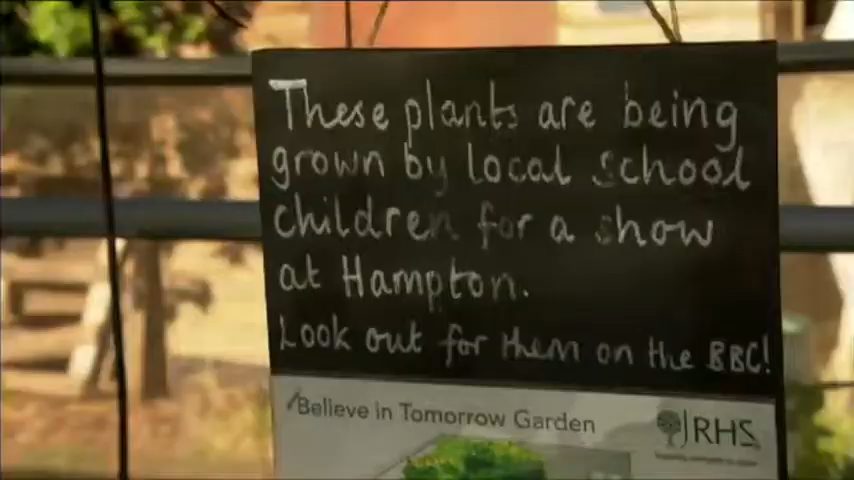 These plants are being
grown by local school
children for a show
at Hampton.
Look out for them on the BBC!
Believe in Tomorrow Garden
RHS